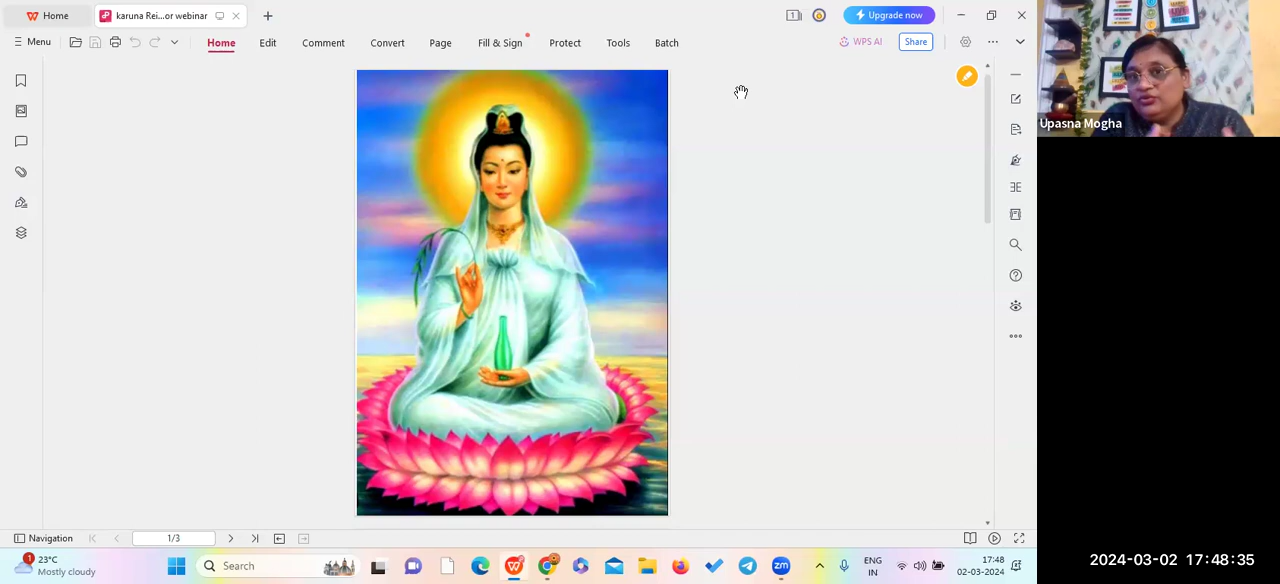 Home
karuna Rei...or webinar
Upgrade now
Menu
Home
Edit
Comment
Convert
Page
Fill & Sign
Protect
Tools
Batch
WPS AI
Share
Upasna Mogha
Navigation
1/3
23°C
Mostly cloudy
Search
ENG
IN
17:48
02-03-2024
2024-03-02 17:48:35